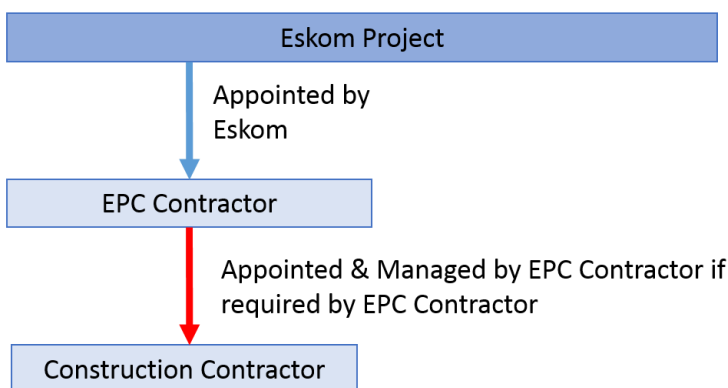 Eskom Project
Appointed by
Eskom
EPC Contractor
Appointed & Managed by EPC Contractor if
required by EPC Contractor
Construction Contractor